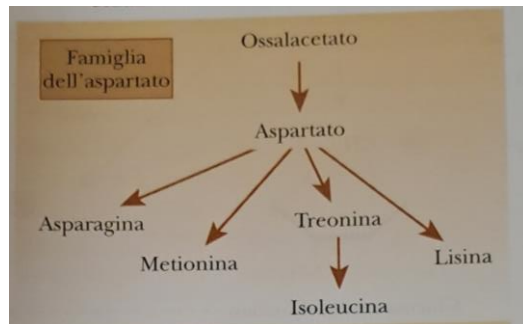 Famiglia
dell'aspartato
Ossalacetato
Aspartato
Asparagina
Metionina
Treonina
Lisina
Isoleucina